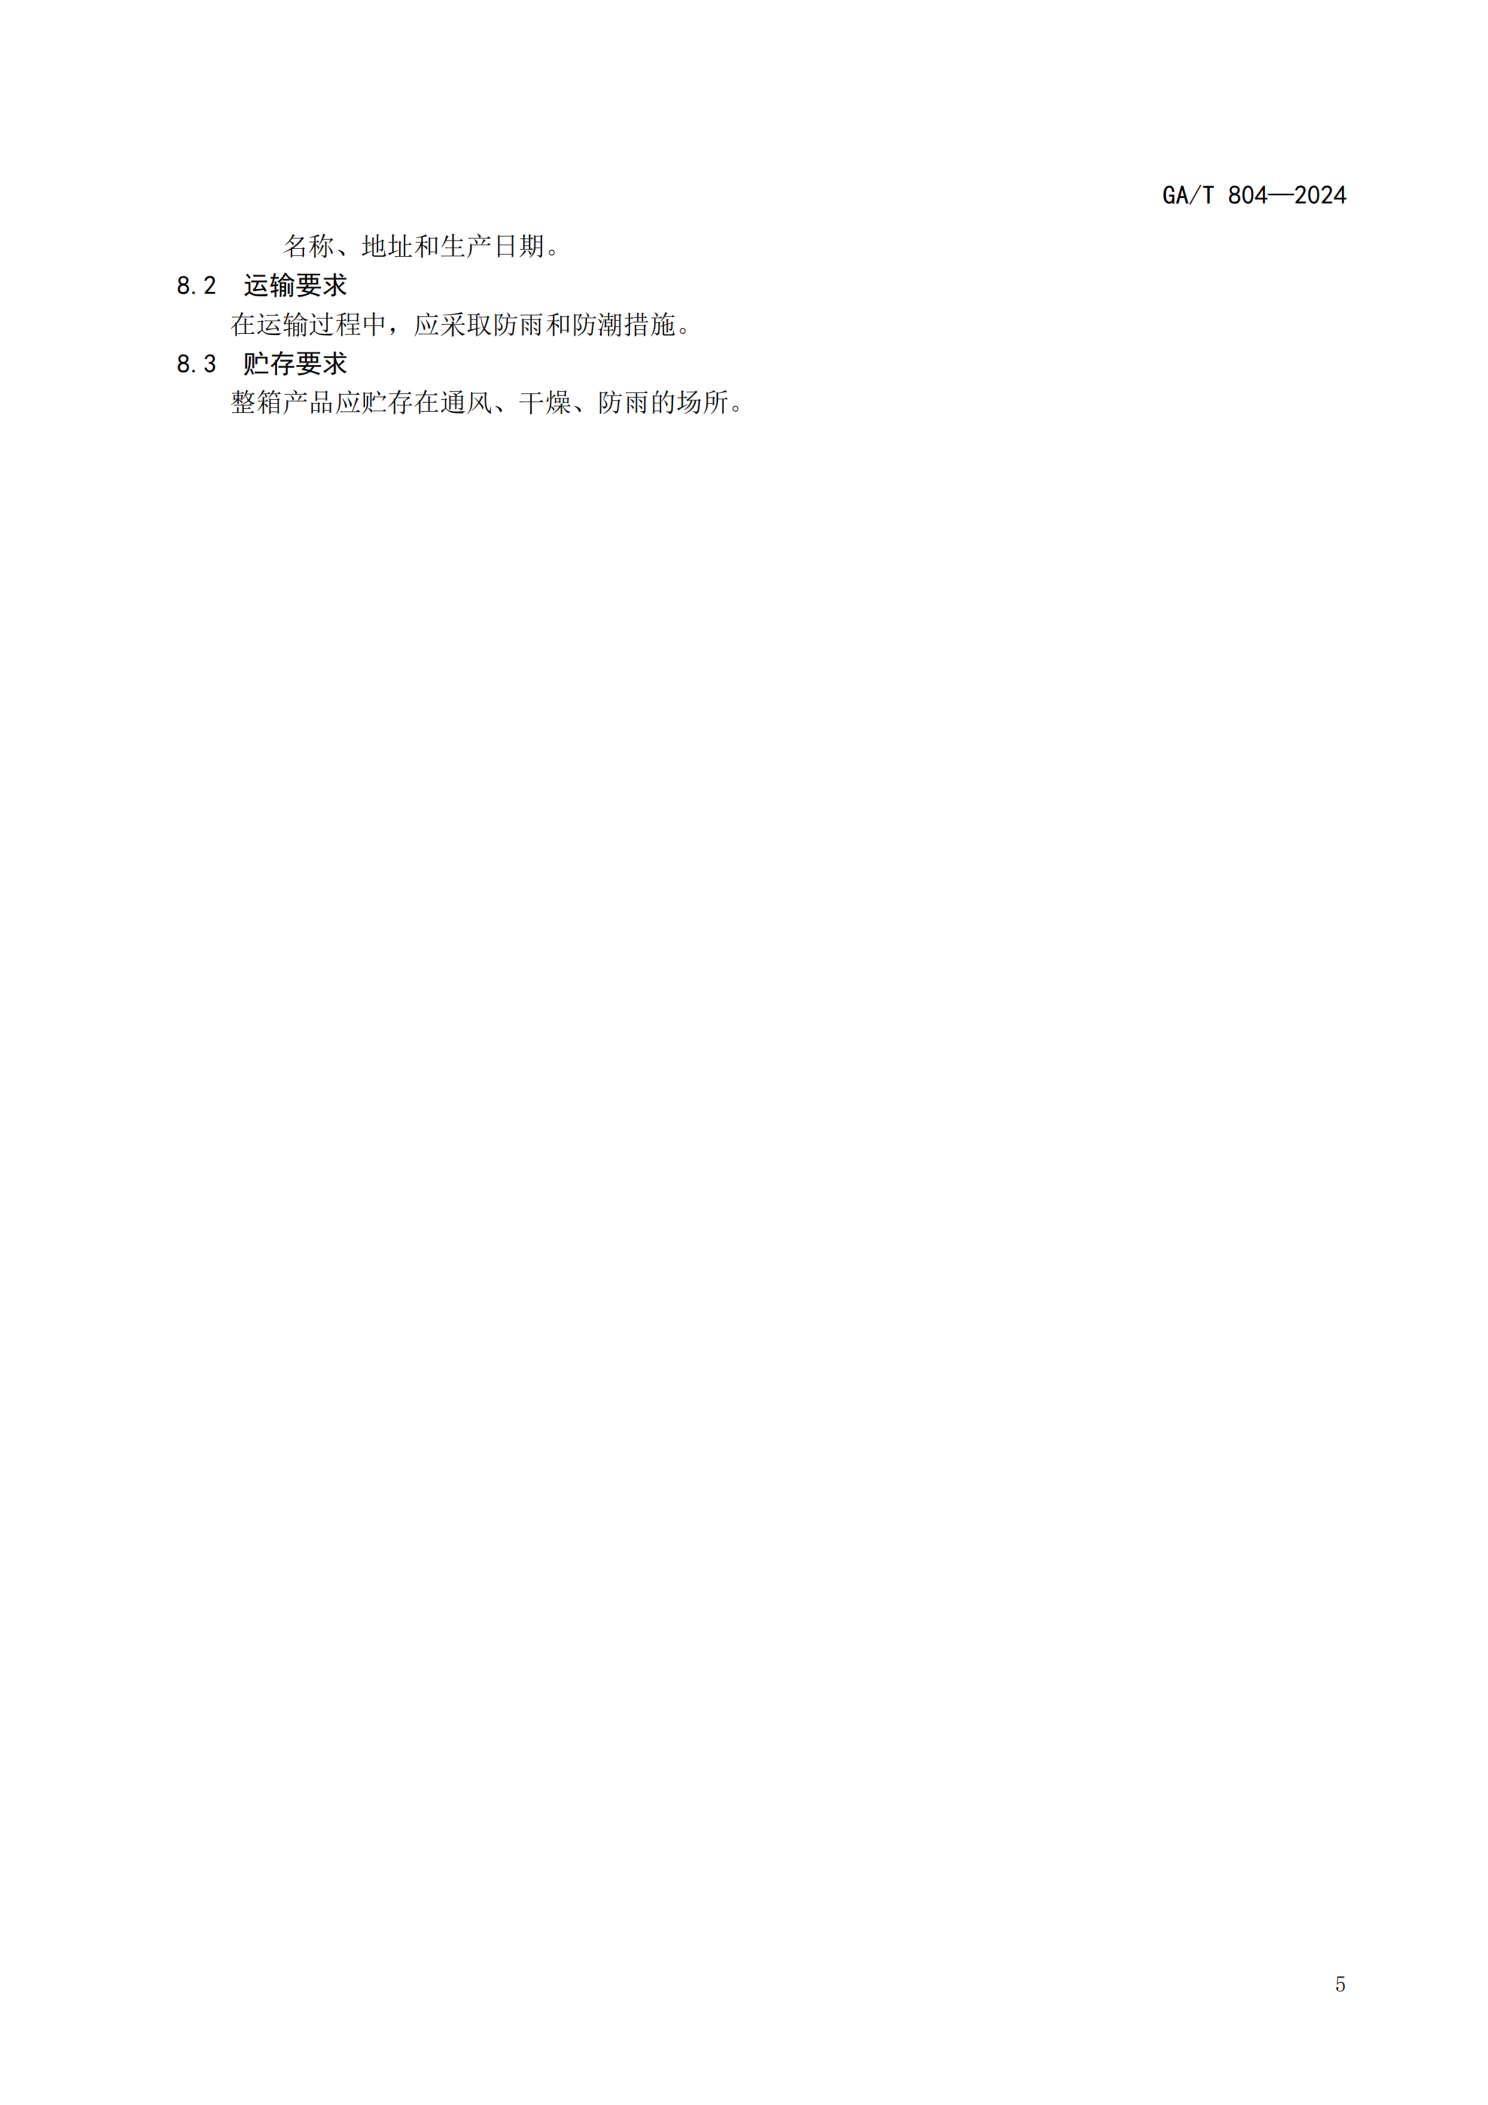 GA/T 804—2024
名称、地址和生产日期。
8.2 运输要求
在运输过程中，应采取防雨和防潮措施。
8.3 贮存要求
整箱产品应贮存在通风、干燥、防雨的场所。
5